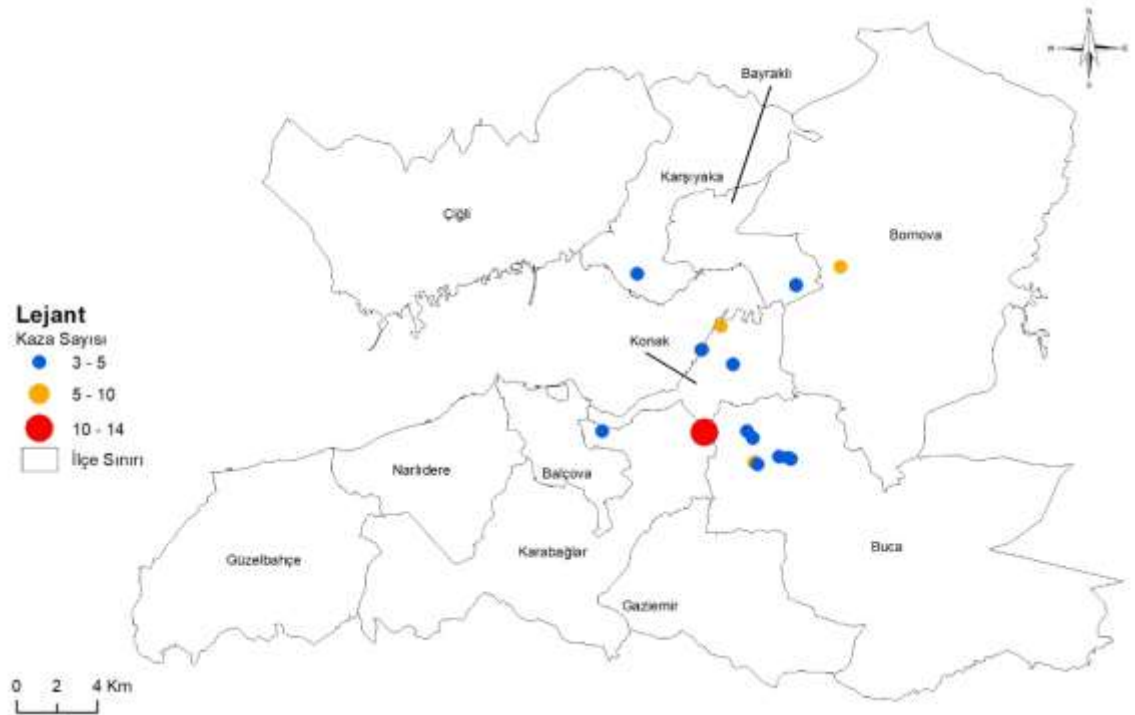 N
W E
S
Bayraklı
Karşıyaka
Çiğli
Bornova
Konak
Lejant
Kaza Sayısı
3 - 5
5 - 10
10 - 14
İlçe Sınırı
Narlıdere
Balçova
Güzelbahçe
Karabağlar
Buca
Gaziemir
0 2 4 Km